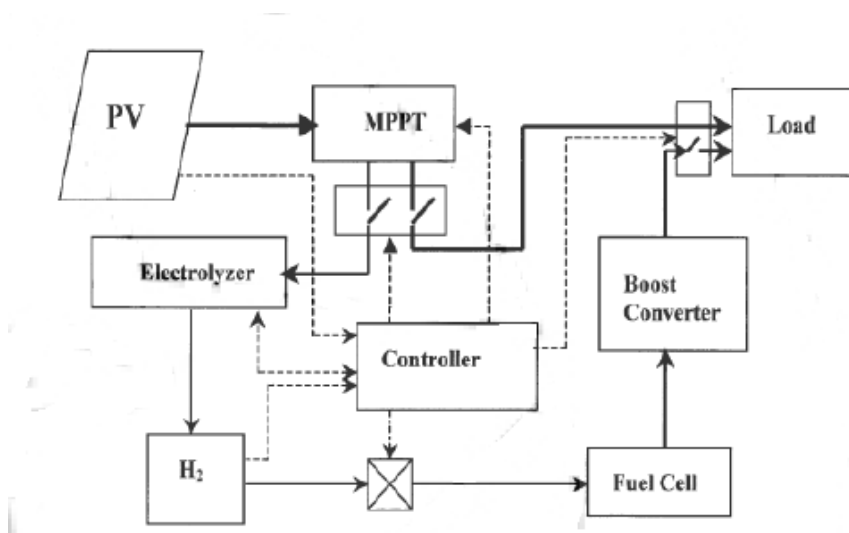 PV
MPPT
Load
Electrolyzer
Boost
Converter
Controller
H₂
Fuel Cell